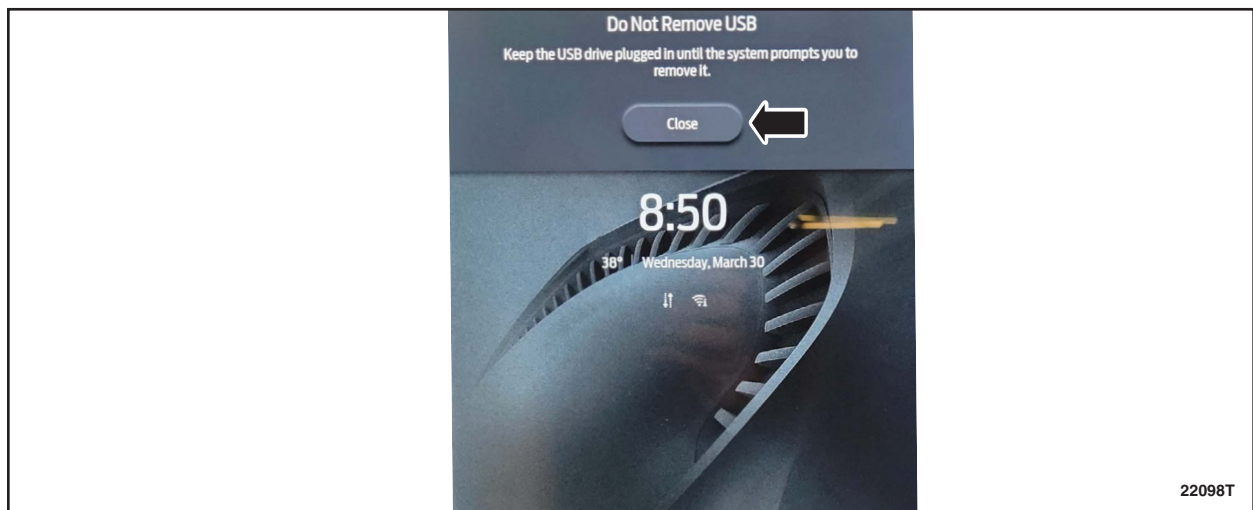 Do Not Remove USB
Keep the USB drive plugged in until the system prompts you to
remove it.
Close
8:50
38° Wednesday, March 30
22098T